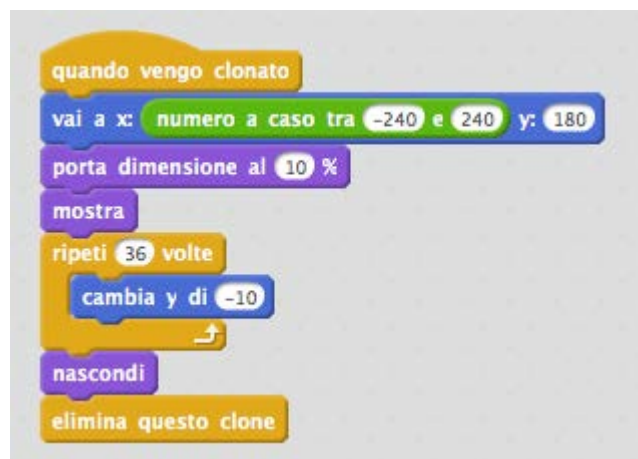 quando vengo clonato
vai a x: numero a caso tra -240 e 240 y: 180
porta dimensione al 10 %
mostra
ripeti 36 volte
cambia y di -10
nascondi
elimina questo clone